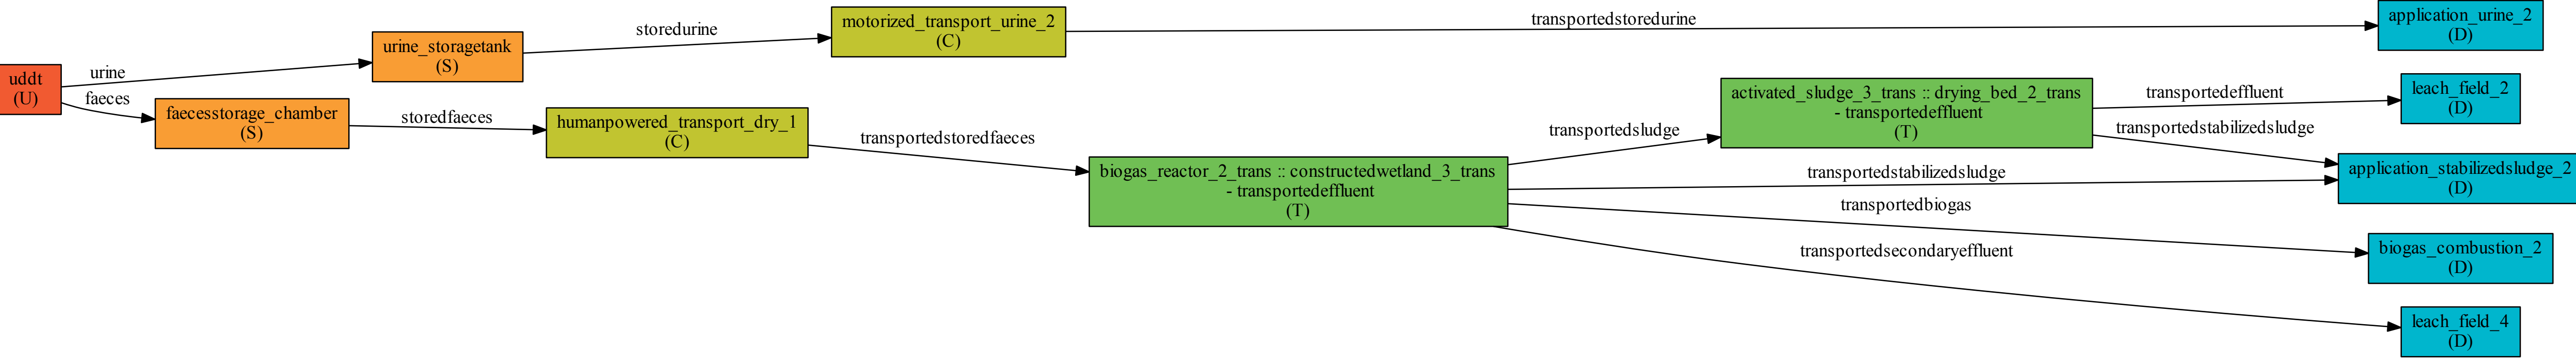 uddt
(U)
urine
faeces
urine_storagetank
(S)
faecesstorage_chamber
(S)
storedurine
storedfaeces
motorized_transport_urine_2
(C)
humanpowered_transport_dry_1
(C)
transportedstoredurine
transportedstoredfaeces
biogas_reactor_2_trans :: constructedwetland_3_trans
- transportedeffluent
(T)
transportedsludge
activated_sludge_3_trans :: drying_bed_2_trans
- transportedeffluent
(T)
transportedstabilizedsludge
transportedbiogas
transportedsecondaryeffluent
transportedeffluent
transportedstabilizedsludge
application_urine_2
(D)
leach_field_2
(D)
application_stabilizedsludge_2
(D)
biogas_combustion_2
(D)
leach_field_4
(D)